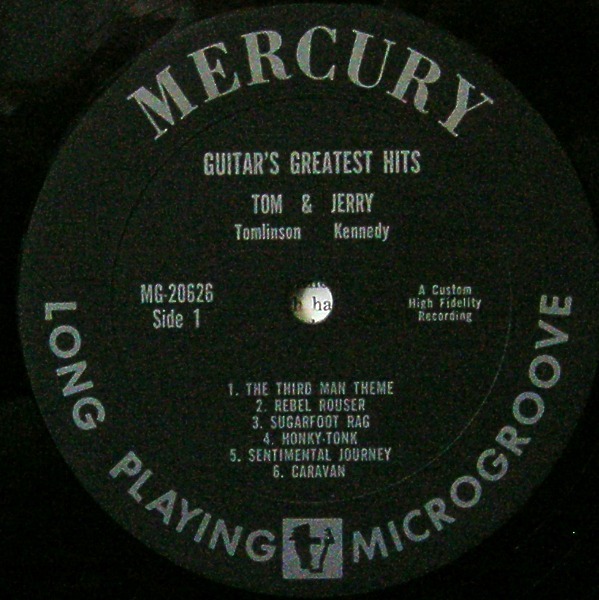 MERCURY
GUITAR'S GREATEST HITS
TOM & JERRY
Tomlinson Kennedy
MG-20626
Side 1
A Custom
High Fidelity
Recording
ha
1. THE THIRD MAN THEME
2. REBEL ROUSER
3. SUGARFOOT RAG
4. HONKY-TONK
5. SENTIMENTAL JOURNEY
6. CARAVAN
LONG PLAYING MICROGROOVE